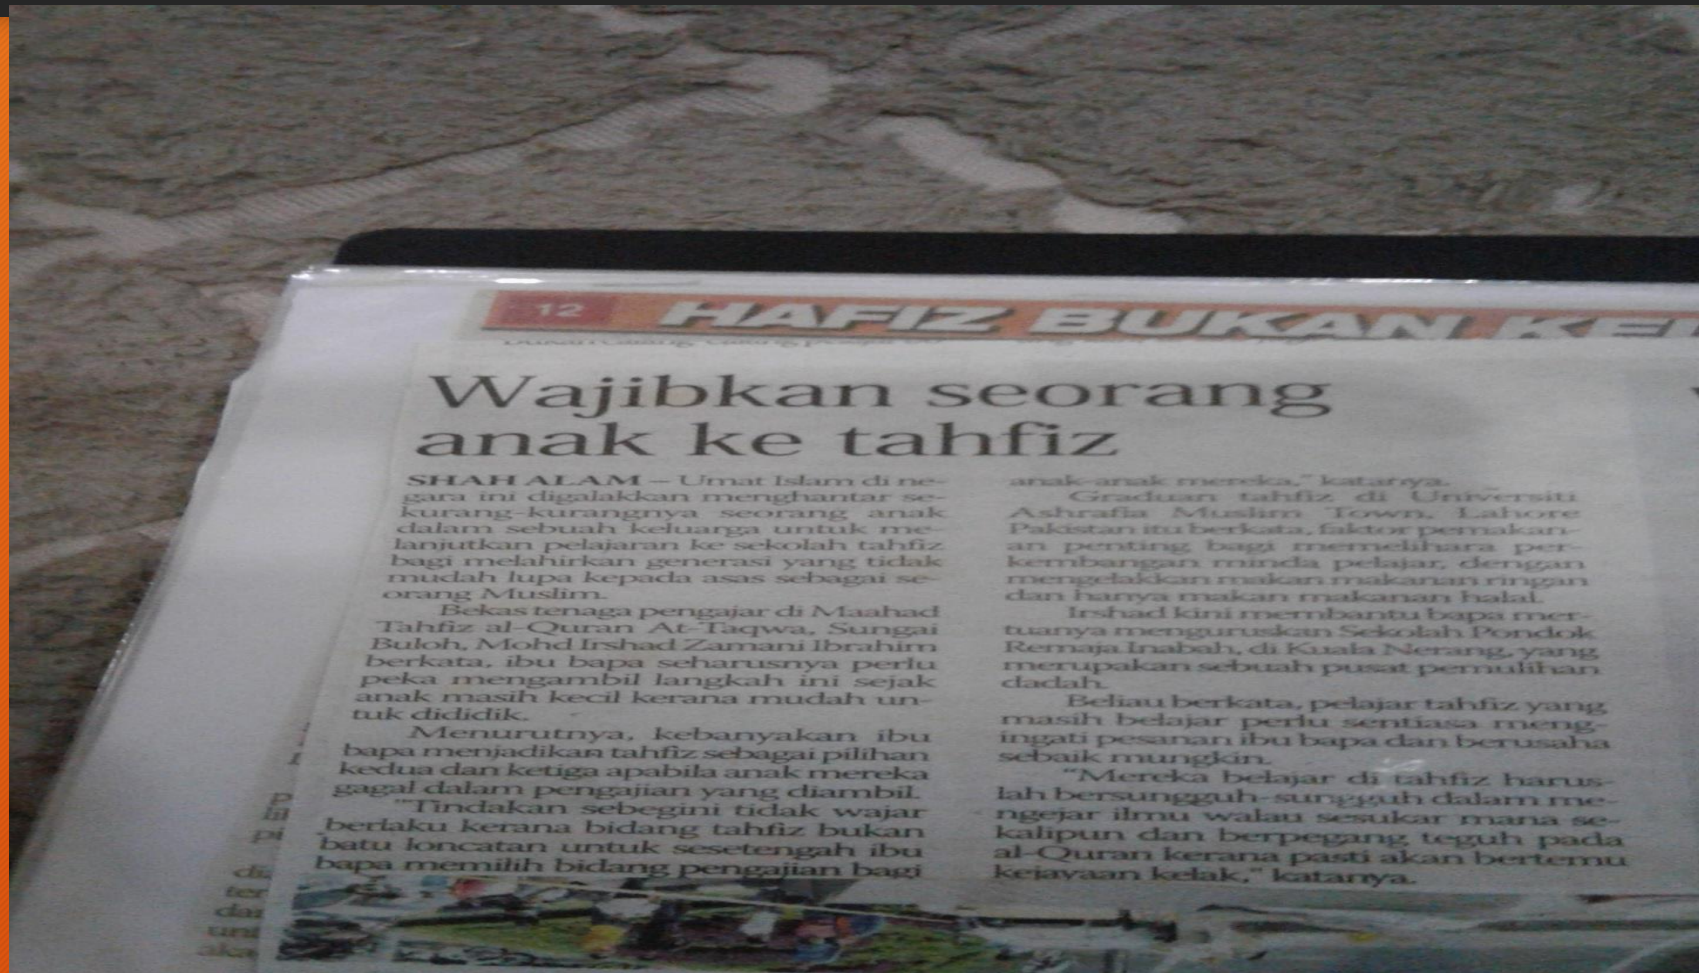 12
HAFIZ BUKAN
Wajibkan seorang
anak ke tahfiz
SHAH ALAM – Umat Islam di ne-
gara ini digalakkan menghantar se-
kurang-kurangnya seorang anak
dalam sebuah keluarga untuk me-
lanjutkan pelajaran ke sekolah tahfiz
bagi melahirkan generasi yang tidak
mudah lupa kepada asas sebagai se-
orang Muslim.
Bekas tenaga pengajar di Maahad
Tahfiz al-Quran At-Taqwa, Sungai
Buloh, Mohd Irshad Zamani Ibrahim
berkata, ibu bapa seharusnya perlu
peka mengambil langkah ini sejak
anak masih kecil kerana mudah un-
tuk dididik.
Menurutnya, kebanyakan ibu
bapa menjadikan tahfiz sebagai pilihan
kedua dan ketiga apabila anak mereka
gagal dalam pengajian yang diambil.
"Tindakan sebegini tidak wajar
berlaku kerana bidang tahfiz bukan
batu loncatan untuk sesetengah ibu
bapa memilih bidang pengajian bagi
anak-anak mereka," katanya.
Graduan tahfiz di Universiti
Ashrafia Muslim Town, Lahore
Pakistan itu berkata, faktor pemakan-
an penting bagi memelihara per-
kembangan minda pelajar, dengan
mengelakkan makan makanan ringan
dan hanya makan makanan halal.
Irshad kini membantu bapa mer-
tuanya menguruskan Sekolah Pondok
Remaja Inabah, di Kuala Nerang, yang
merupakan sebuah pusat pemulihan
dadah.
Beliau berkata, pelajar tahfiz yang
masih belajar perlu sentiasa meng-
ingati pesanan ibu bapa dan berusaha
sebaik mungkin.
"Mereka belajar di tahfiz harus-
lah bersungguh-sungguh dalam me-
ngejar ilmu walau sesukar mana se-
kalipun dan berpegang teguh pada
al-Quran kerana pasti akan bertemu
kejayaan kelak," katanya.